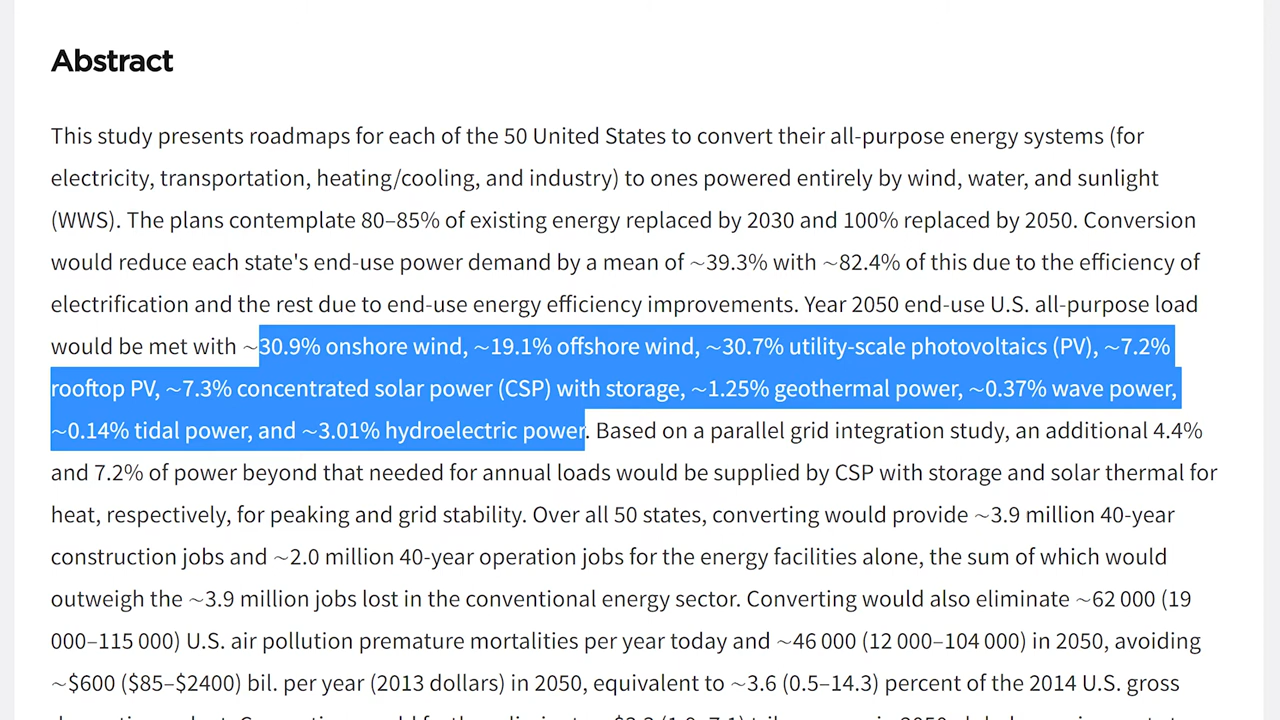 Abstract
This study presents roadmaps for each of the 50 United States to convert their all-purpose energy systems (for
electricity, transportation, heating/cooling, and industry) to ones powered entirely by wind, water, and sunlight
(WWS). The plans contemplate 80–85% of existing energy replaced by 2030 and 100% replaced by 2050. Conversion
would reduce each state's end-use power demand by a mean of ~39.3% with ~82.4% of this due to the efficiency of
electrification and the rest due to end-use energy efficiency improvements. Year 2050 end-use U.S. all-purpose load
would be met with ~30.9% onshore wind, ~19.1% offshore wind, ~30.7% utility-scale photovoltaics (PV), ~7.2%
rooftop PV, ~7.3% concentrated solar power (CSP) with storage, ~1.25% geothermal power, ~0.37% wave power,
~0.14% tidal power, and ~3.01% hydroelectric power. Based on a parallel grid integration study, an additional 4.4%
and 7.2% of power beyond that needed for annual loads would be supplied by CSP with storage and solar thermal for
heat, respectively, for peaking and grid stability. Over all 50 states, converting would provide ~3.9 million 40-year
construction jobs and ~2.0 million 40-year operation jobs for the energy facilities alone, the sum of which would
outweigh the ~3.9 million jobs lost in the conventional energy sector. Converting would also eliminate ~62 000 (19
000–115 000) U.S. air pollution premature mortalities per year today and ~46 000 (12 000–104 000) in 2050, avoiding
~$600 ($85–$2400) bil. per year (2013 dollars) in 2050, equivalent to ~3.6 (0.5–14.3) percent of the 2014 U.S. gross